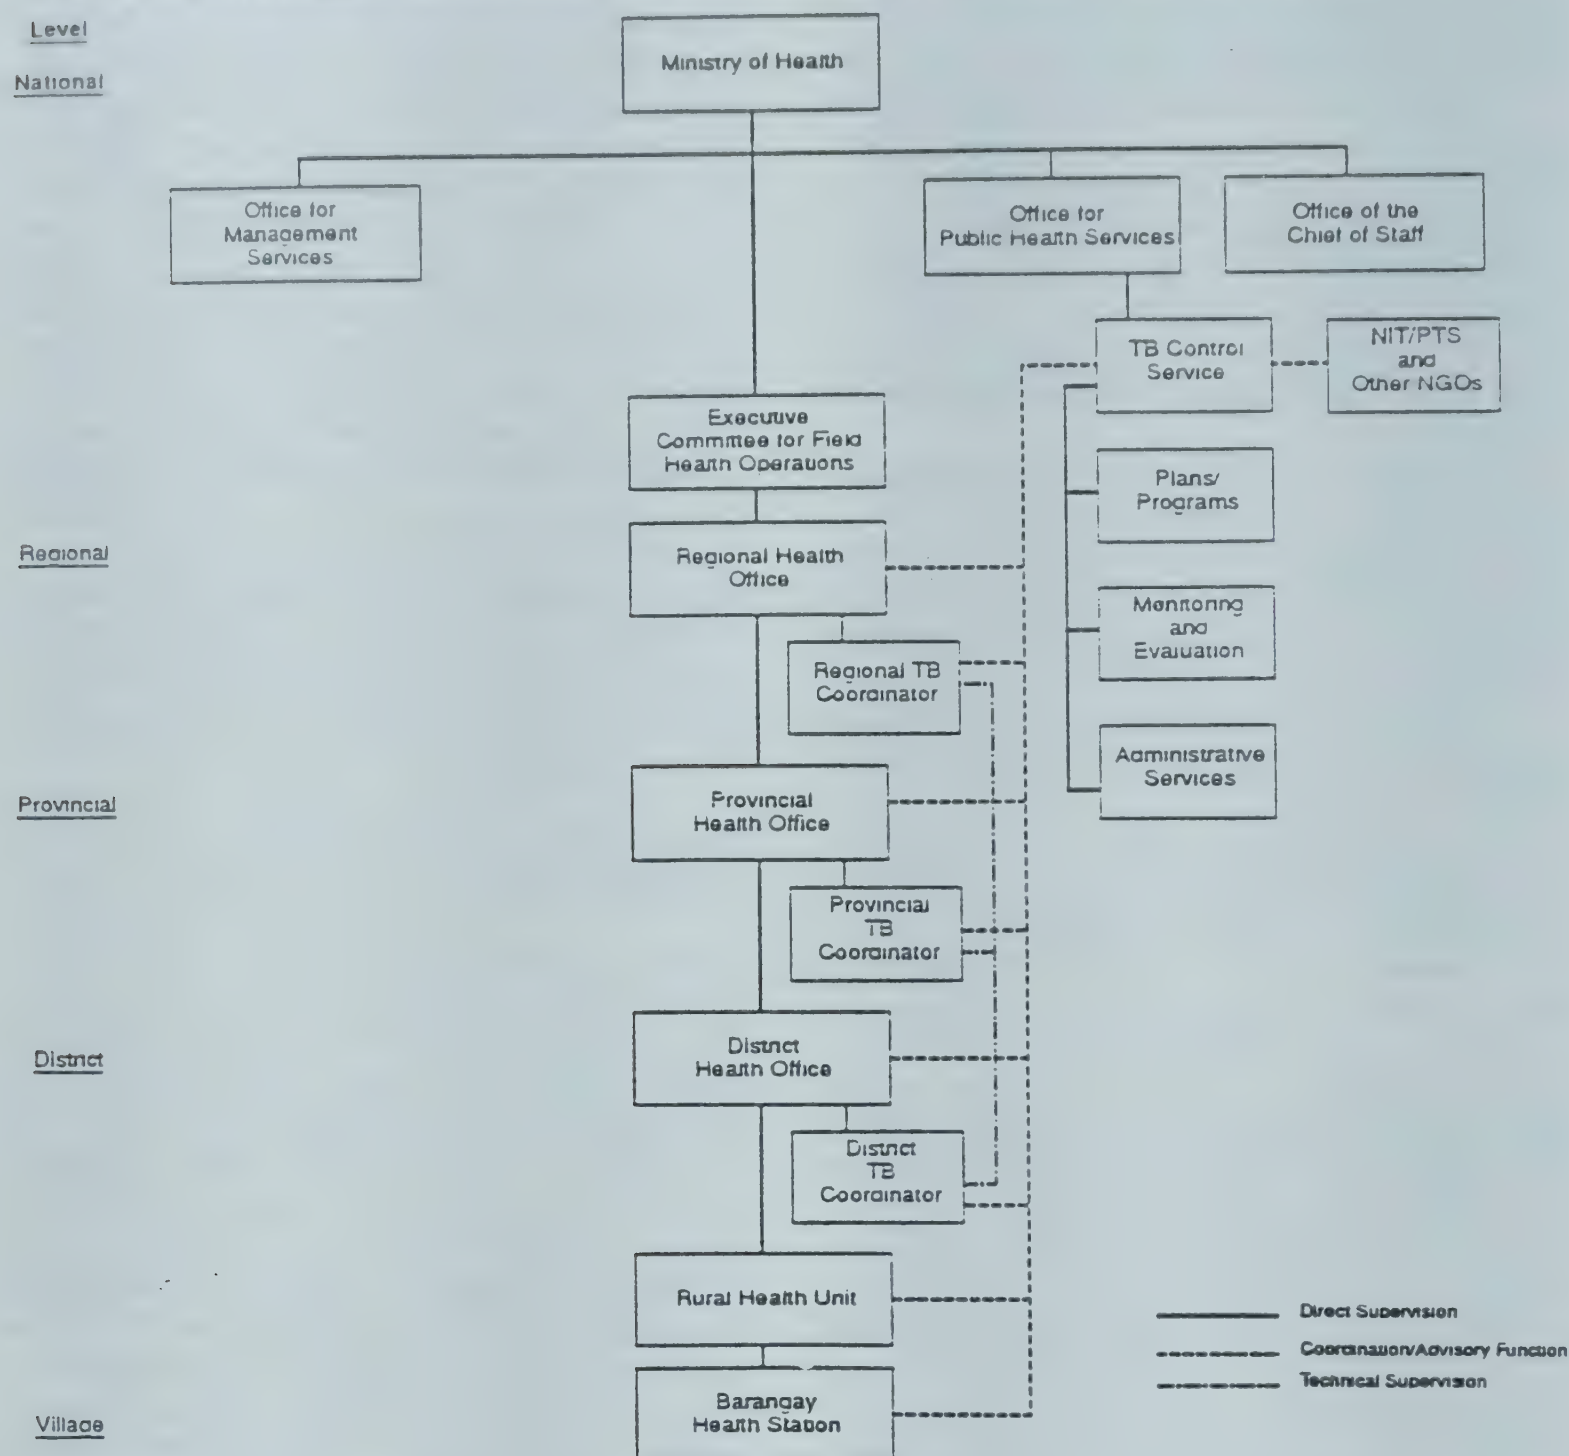 Level
National
Ministry of Health
Office for
Management
Services
Office for
Public Health Services
Office of the
Chief of Staff
TB Control
Service
NIT/PTS
and
Other NGOs
Executive
Committee for Field
Health Operations
Plans/
Programs
Regional
Regional Health
Office
Monitoring
and
Evaluation
Regional TB
Coordinator
Administrative
Services
Provincial
Provincial
Health Office
Provincial
TB
Coordinator
District
District
Health Office
District
TB
Coordinator
Rural Health Unit
Direct Supervision
Coordination/Advisory Function
Technical Supervision
Village
Barangay
Health Station